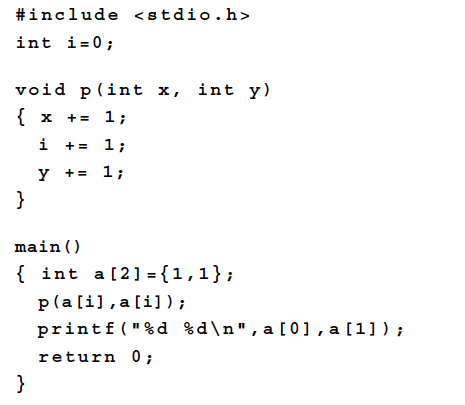 #include <stdio.h>
int i=0;
void p(int x, int y)
{ x += 1;
i += 1;
y += 1;
}
main()
{ int a[2]={1,1};
p(a[i],a[i]);
printf("%d %d\n",a[0],a[1]);
return 0;
}